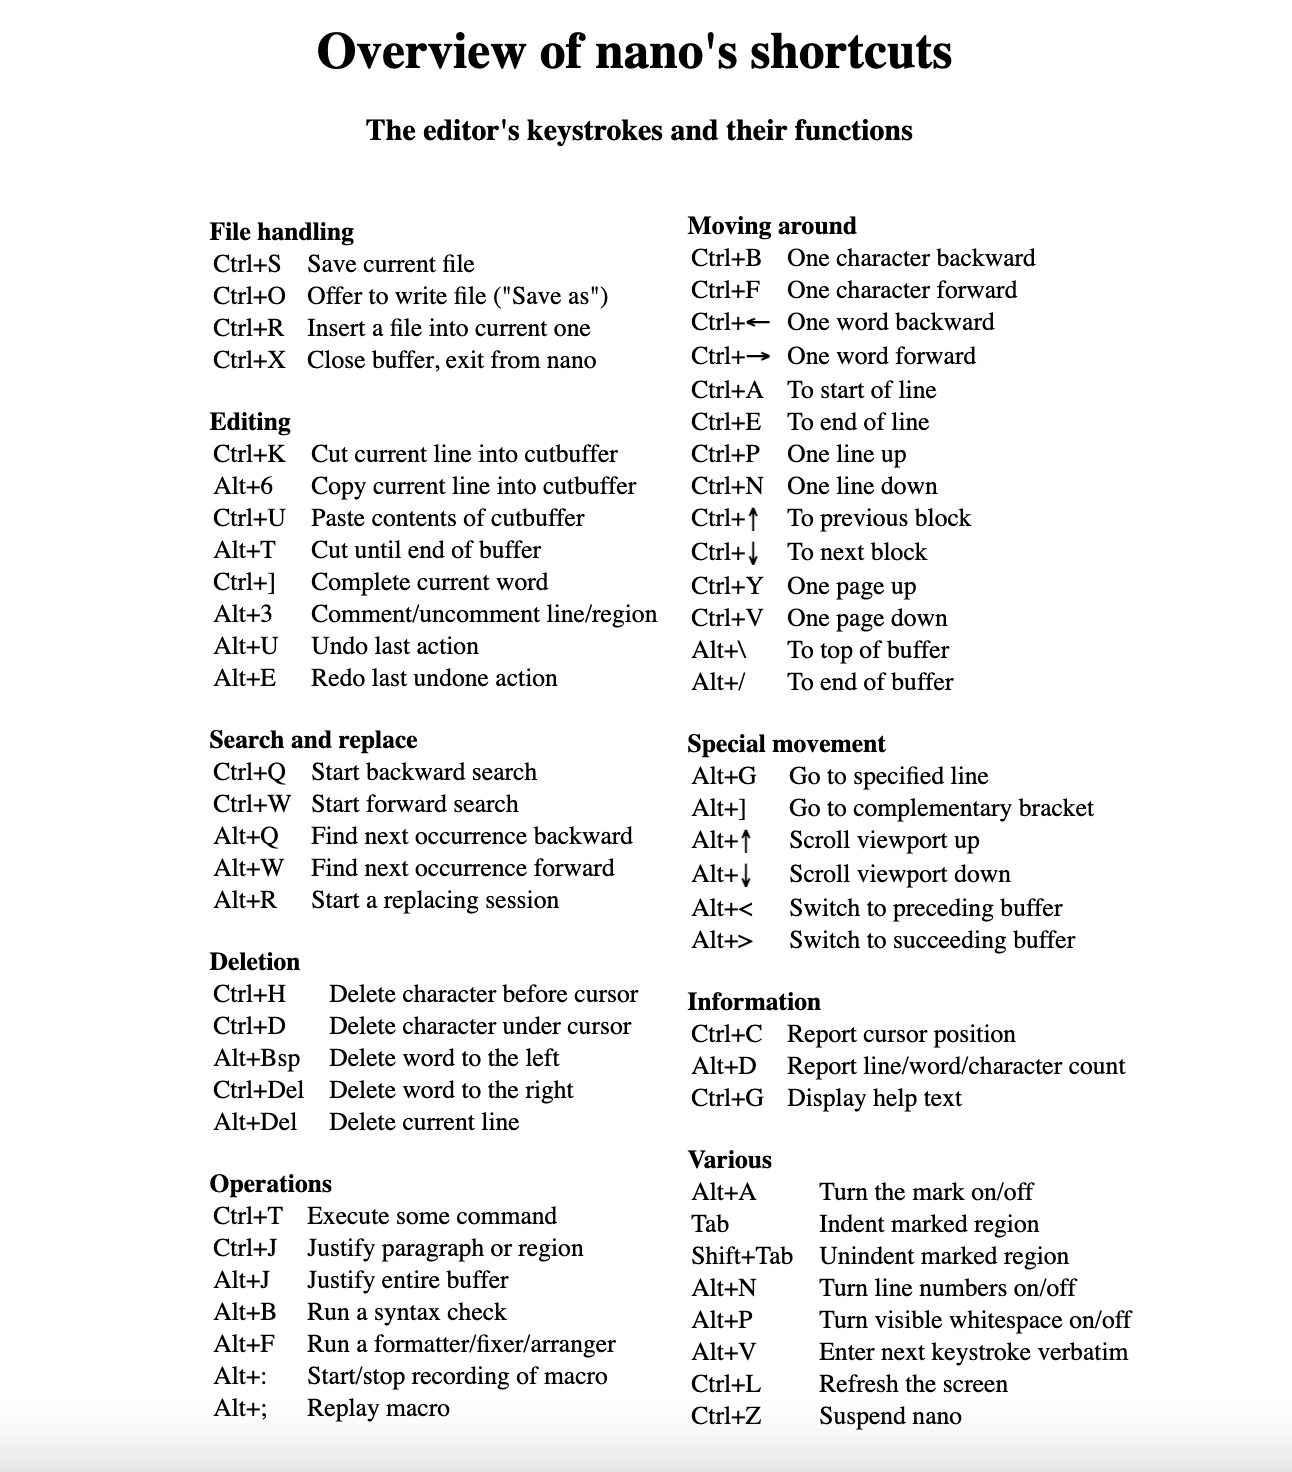 Overview of nano's shortcuts
The editor's keystrokes and their functions
File handling
Ctrl+S Save current file
Ctrl+O Offer to write file ("Save as")
Ctrl+R Insert a file into current one
Ctrl+X Close buffer, exit from nano
Editing
Ctrl+K Cut current line into cutbuffer
Alt+6 Copy current line into cutbuffer
Ctrl+U Paste contents of cutbuffer
Alt+T Cut until end of buffer
Ctrl+] Complete current word
Alt+3 Comment/uncomment line/region
Alt+U Undo last action
Alt+E Redo last undone action
Search and replace
Ctrl+Q Start backward search
Ctrl+W Start forward search
Alt+Q Find next occurrence backward
Alt+W Find next occurrence forward
Alt+R Start a replacing session
Deletion
Ctrl+H Delete character before cursor
Ctrl+D Delete character under cursor
Alt+Bsp Delete word to the left
Ctrl+Del Delete word to the right
Alt+Del Delete current line
Operations
Ctrl+T Execute some command
Ctrl+J Justify paragraph or region
Alt+J Justify entire buffer
Alt+B Run a syntax check
Alt+F Run a formatter/fixer/arranger
Alt+: Start/stop recording of macro
Alt+; Replay macro
Moving around
Ctrl+B One character backward
Ctrl+F One character forward
Ctrl+← One word backward
Ctrl+→ One word forward
Ctrl+A To start of line
Ctrl+E To end of line
Ctrl+P One line up
Ctrl+N One line down
Ctrl+↑ To previous block
Ctrl+↓ To next block
Ctrl+Y One page up
Ctrl+V One page down
Alt+\ To top of buffer
Alt+/ To end of buffer
Special movement
Alt+G Go to specified line
Alt+] Go to complementary bracket
Alt+↑ Scroll viewport up
Alt+↓ Scroll viewport down
Alt+< Switch to preceding buffer
Alt+> Switch to succeeding buffer
Information
Ctrl+C Report cursor position
Alt+D Report line/word/character count
Ctrl+G Display help text
Various
Alt+A Turn the mark on/off
Tab Indent marked region
Shift+Tab Unindent marked region
Alt+N Turn line numbers on/off
Alt+P Turn visible whitespace on/off
Alt+V Enter next keystroke verbatim
Ctrl+L Refresh the screen
Ctrl+Z Suspend nano